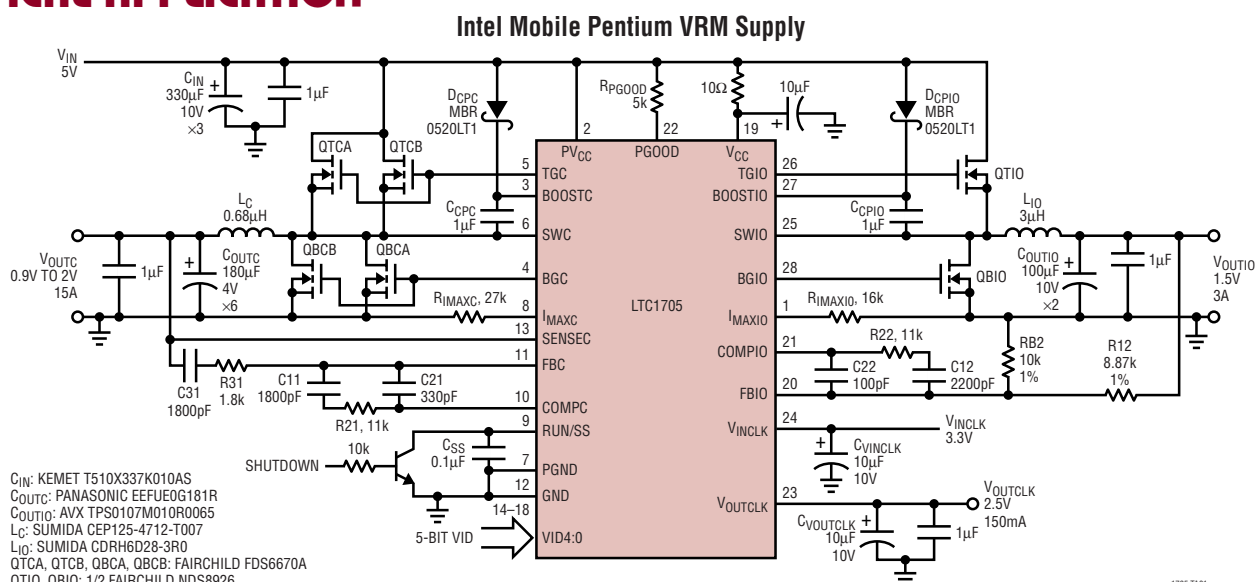 Intel Mobile Pentium VRM Supply
VIN
5V
CIN
330µF
10V
×3
+
1µF
QTCA
QTCB
DCPC
MBR
0520LT1
RPGOOD
5k
10Ω
10µF
+
DCPIO
MBR
0520LT1
2
22
19
PVCC
PGOOD
VCC
5
TGC
3
BOOSTC
CCPC
1µF
6
SWC
4
BGC
8
IMAXC
13
SENSEC
11
FBC
10
COMPC
9
RUN/SS
7
PGND
12
GND
14–18
VID4:0
LTC1705
TGIO
26
BOOSTIO
27
SWIO
25
BGIO
28
IMAXIO
1
COMPIO
21
FBIO
20
VINCLK
24
VOUTCLK
23
LC
0.68µH
VOUTC
0.9V TO 2V
15A
1µF
+
COUTC
180µF
4V
×6
QBCB
QBCA
RIMAXC, 27k
C31
1800pF
R31
1.8k
C11
1800pF
C21
330pF
R21, 11k
SHUTDOWN
10k
CSS
0.1µF
5-BIT VID
CCPIO
1µF
QTIO
LIO
3µH
QBIO
COUTIO
100µF
10V
×2
+
1µF
VOUTIO
1.5V
3A
RIMAXIO, 16k
R22, 11k
C22
100pF
C12
2200pF
RB2
10k
1%
R12
8.87k
1%
VINCLK
3.3V
+
CVINCLK
10µF
10V
VOUTCLK
2.5V
150mA
CVOUTCLK
10µF
10V
+
1µF
CIN: KEMET T510X337K010AS
COUTC: PANASONIC EEFUE0G181R
COUTIO: AVX TPS0107M010R0065
LC: SUMIDA CEP125-4712-T007
LIO: SUMIDA CDRH6D28-3R0
QTCA, QTCB, QBCA, QBCB: FAIRCHILD FDS6670A
QTIO, QBIO: 1/2 FAIRCHILD NDS8926